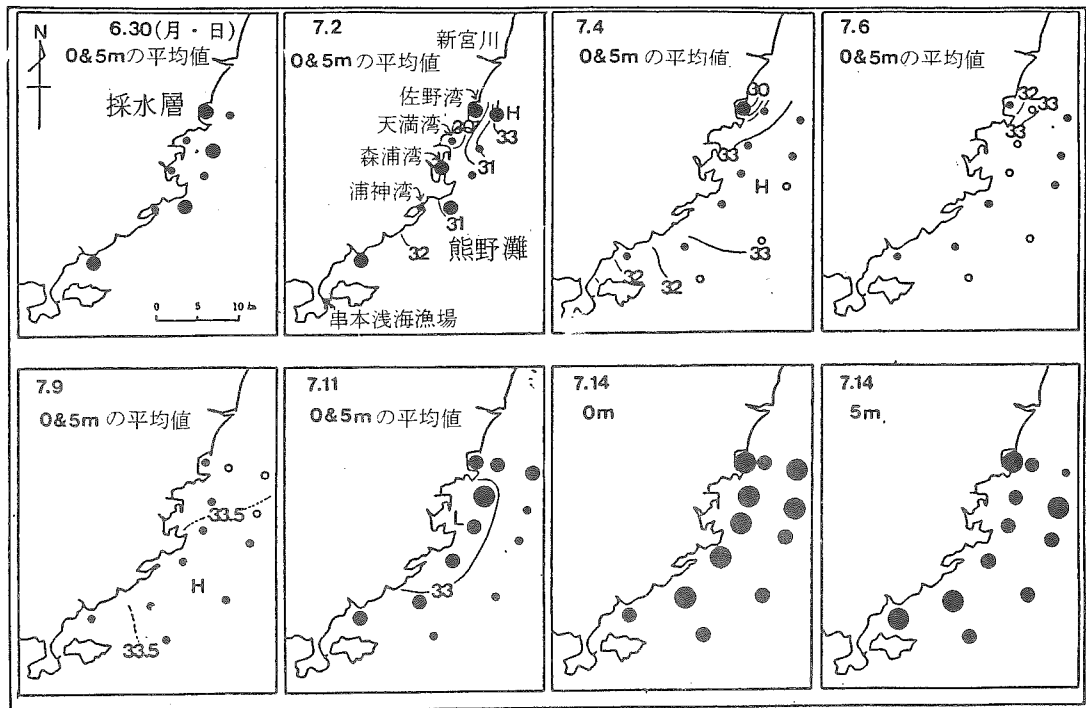 N
6.30(月・日)
0&5mの平均値
採水層
0 5 10 km
7.2
新宮川
0&5mの平均値
佐野湾
天満湾
H
30
33
森浦湾
31
浦神湾
31
32
熊野灘
串本浅海漁場
7.4
0&5mの平均値
30
33
H
33
32
32
7.6
0&5mの平均値
32
33
33
7.9
0&5mの平均値
33.5
H
33.5
7.11
0&5mの平均値
L
33
7.14
0m
7.14
5m